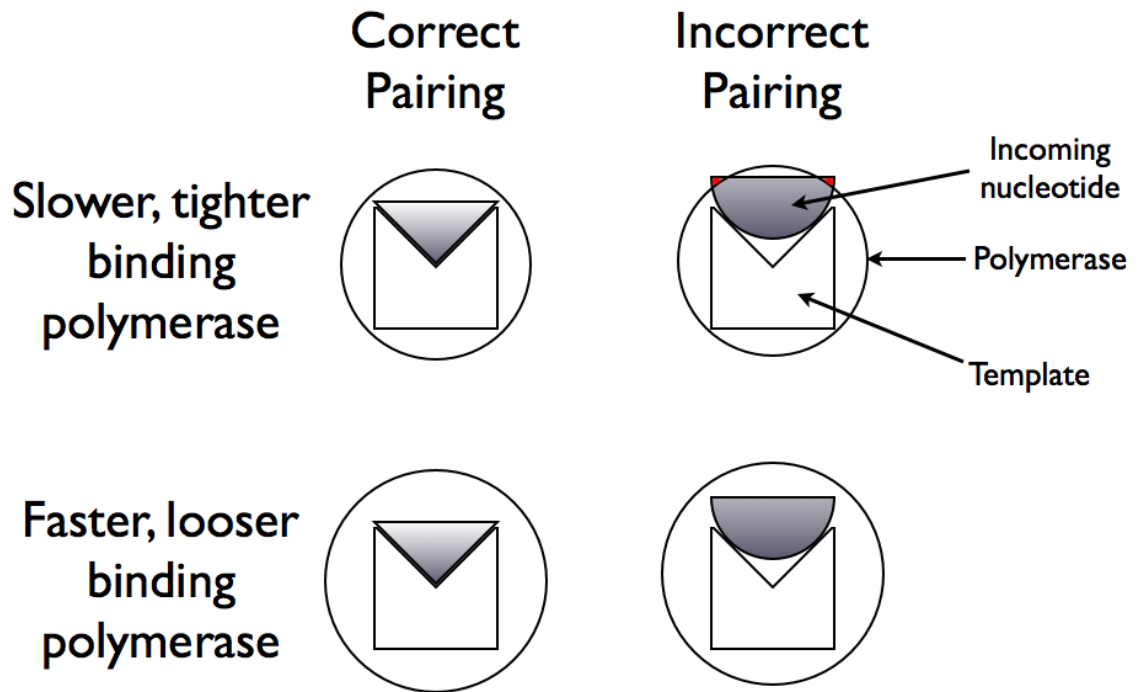 Correct
Pairing
Incorrect
Pairing
Slower, tighter
binding
polymerase
Incoming
nucleotide
Polymerase
Template
Faster, looser
binding
polymerase